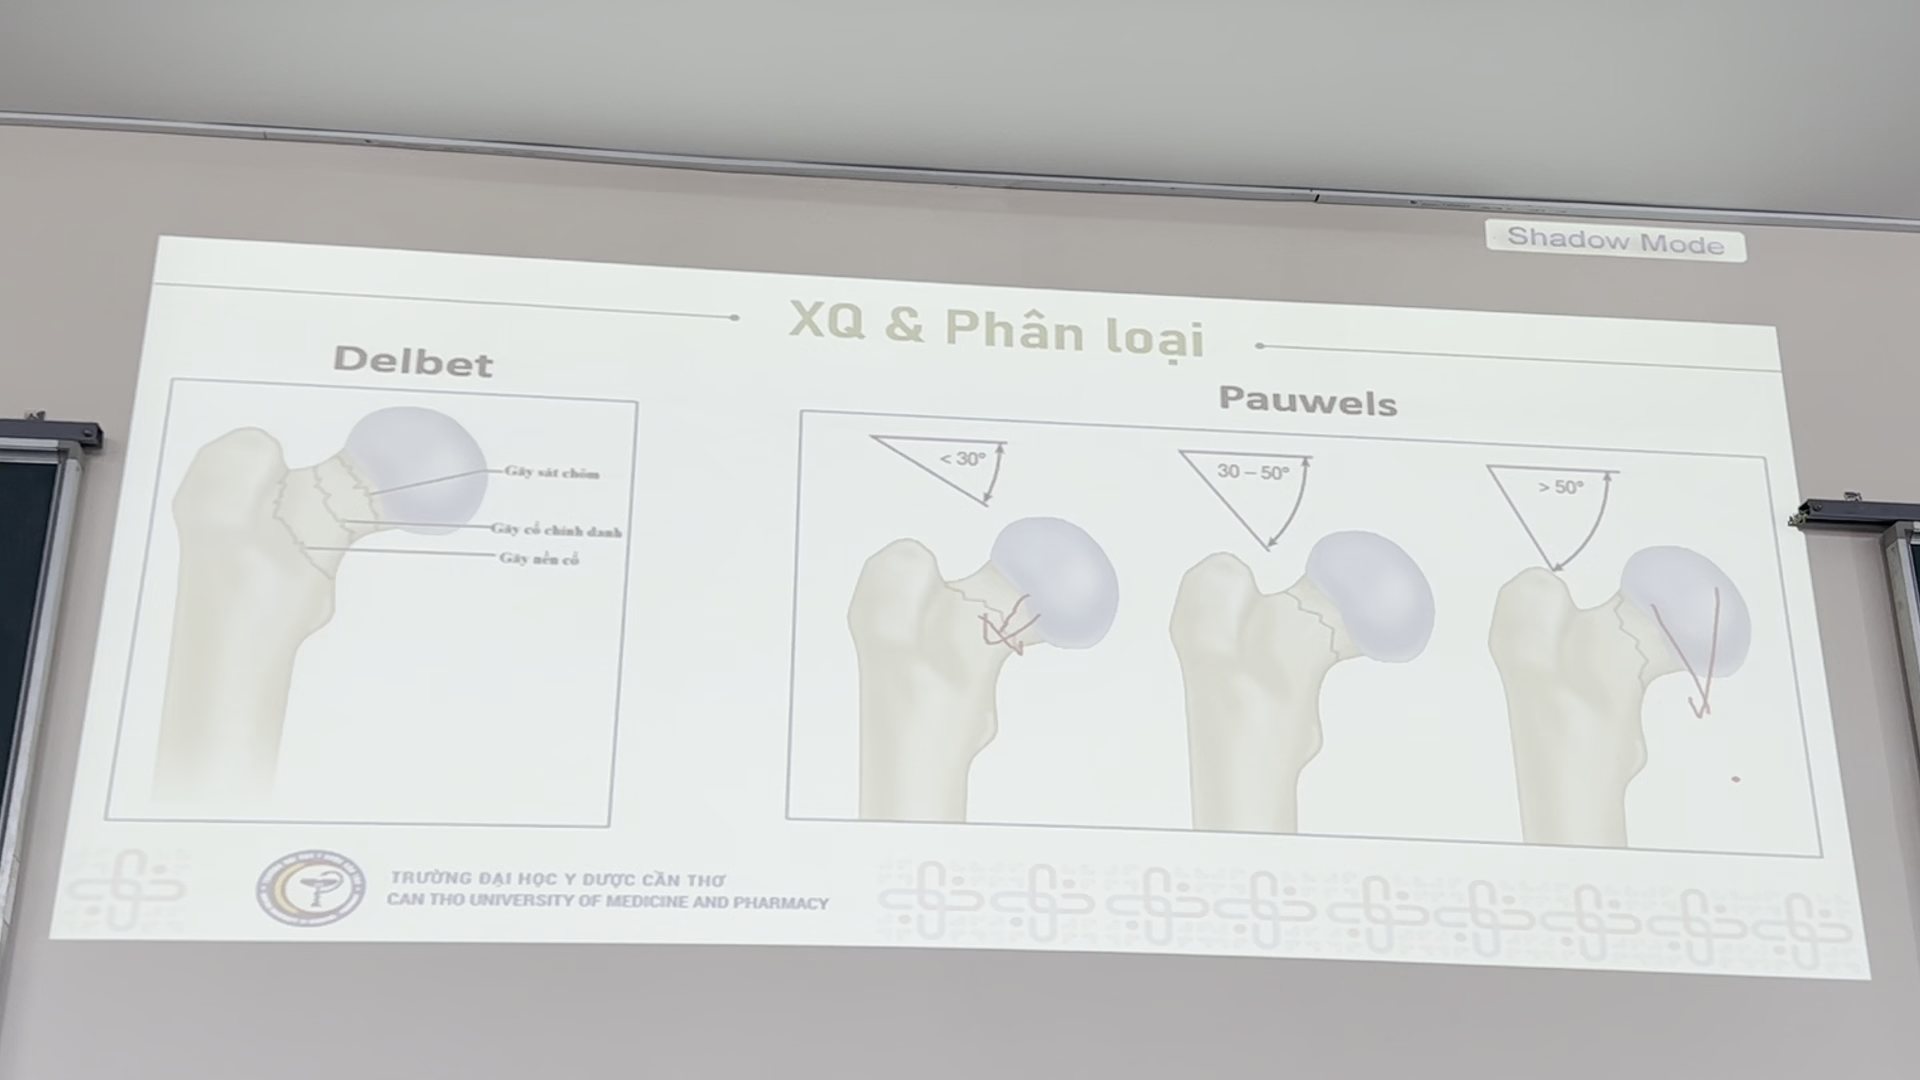 Shadow Mode
XQ & Phân loại
Delbet
Gãy sát chỏm
Gãy cổ chính danh
Gãy nền cổ
Pauwels
< 30°
30 – 50°
> 50°
TRƯỜNG ĐẠI HỌC Y DƯỢC CẦN THƠ
CAN THO UNIVERSITY OF MEDICINE AND PHARMACY